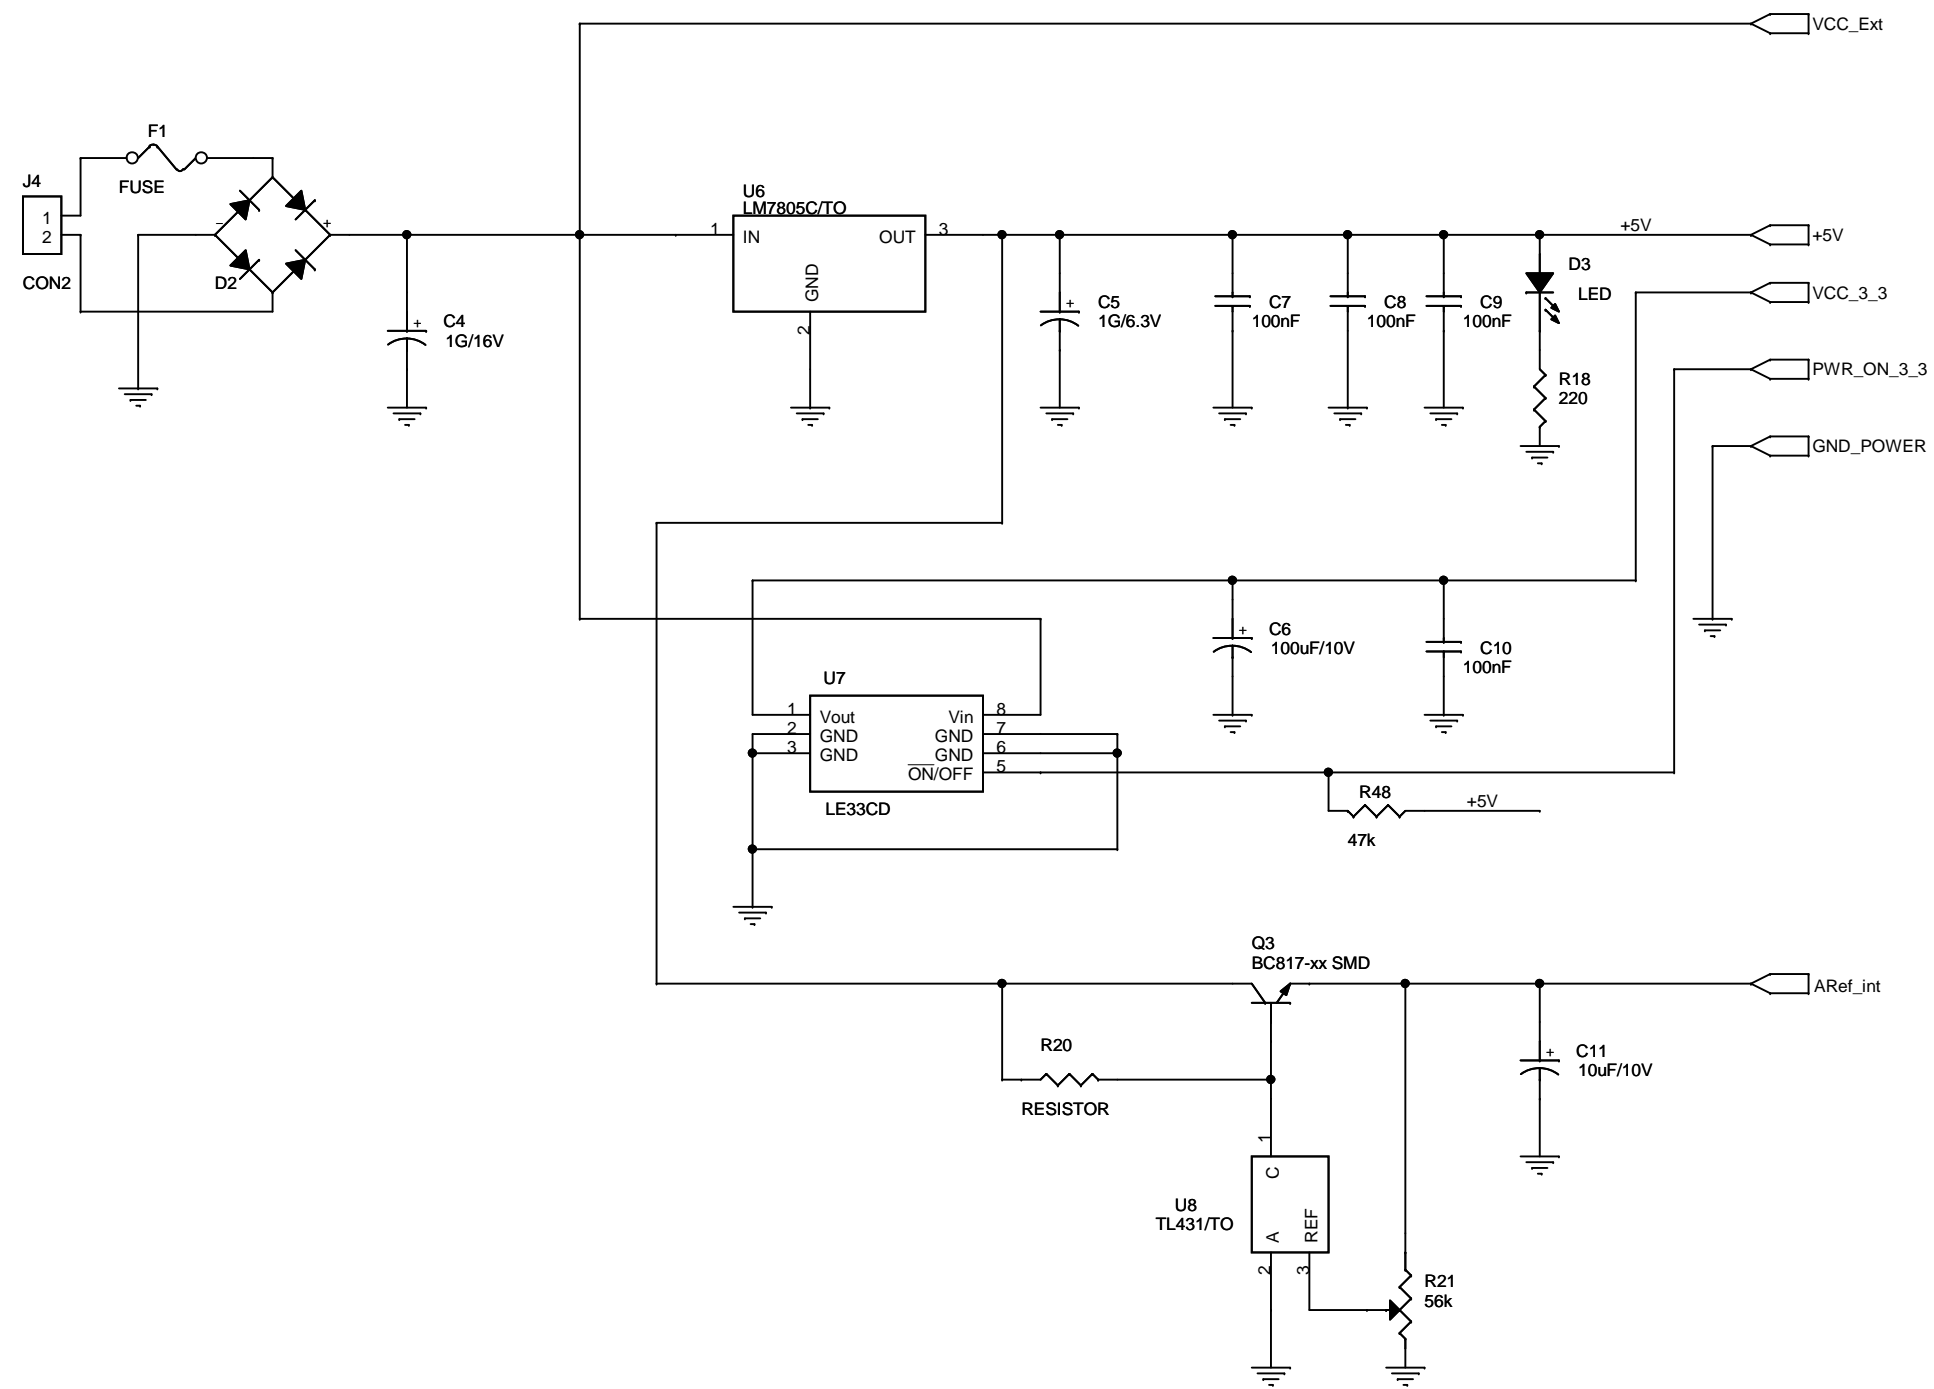 VCC_Ext
F1
FUSE
J4
1
2
CON2
-
+
D2
+
C4
1G/16V
U6
LM7805C/TO
1
IN
OUT
3
GND
2
+
C5
1G/6.3V
C7
100nF
C8
100nF
C9
100nF
+5V
+5V
D3
LED
R18
220
VCC_3_3
PWR_ON_3_3
GND_POWER
+
C6
100uF/10V
C10
100nF
U7
1
Vout
Vin
8
2
GND
GND
7
3
GND
GND
6
ON/OFF
5
LE33CD
R48
+5V
47k
Q3
BC817-xx SMD
ARef_int
R20
RESISTOR
+
C11
10uF/10V
1
C
U8
TL431/TO
A
REF
2
3
R21
56k